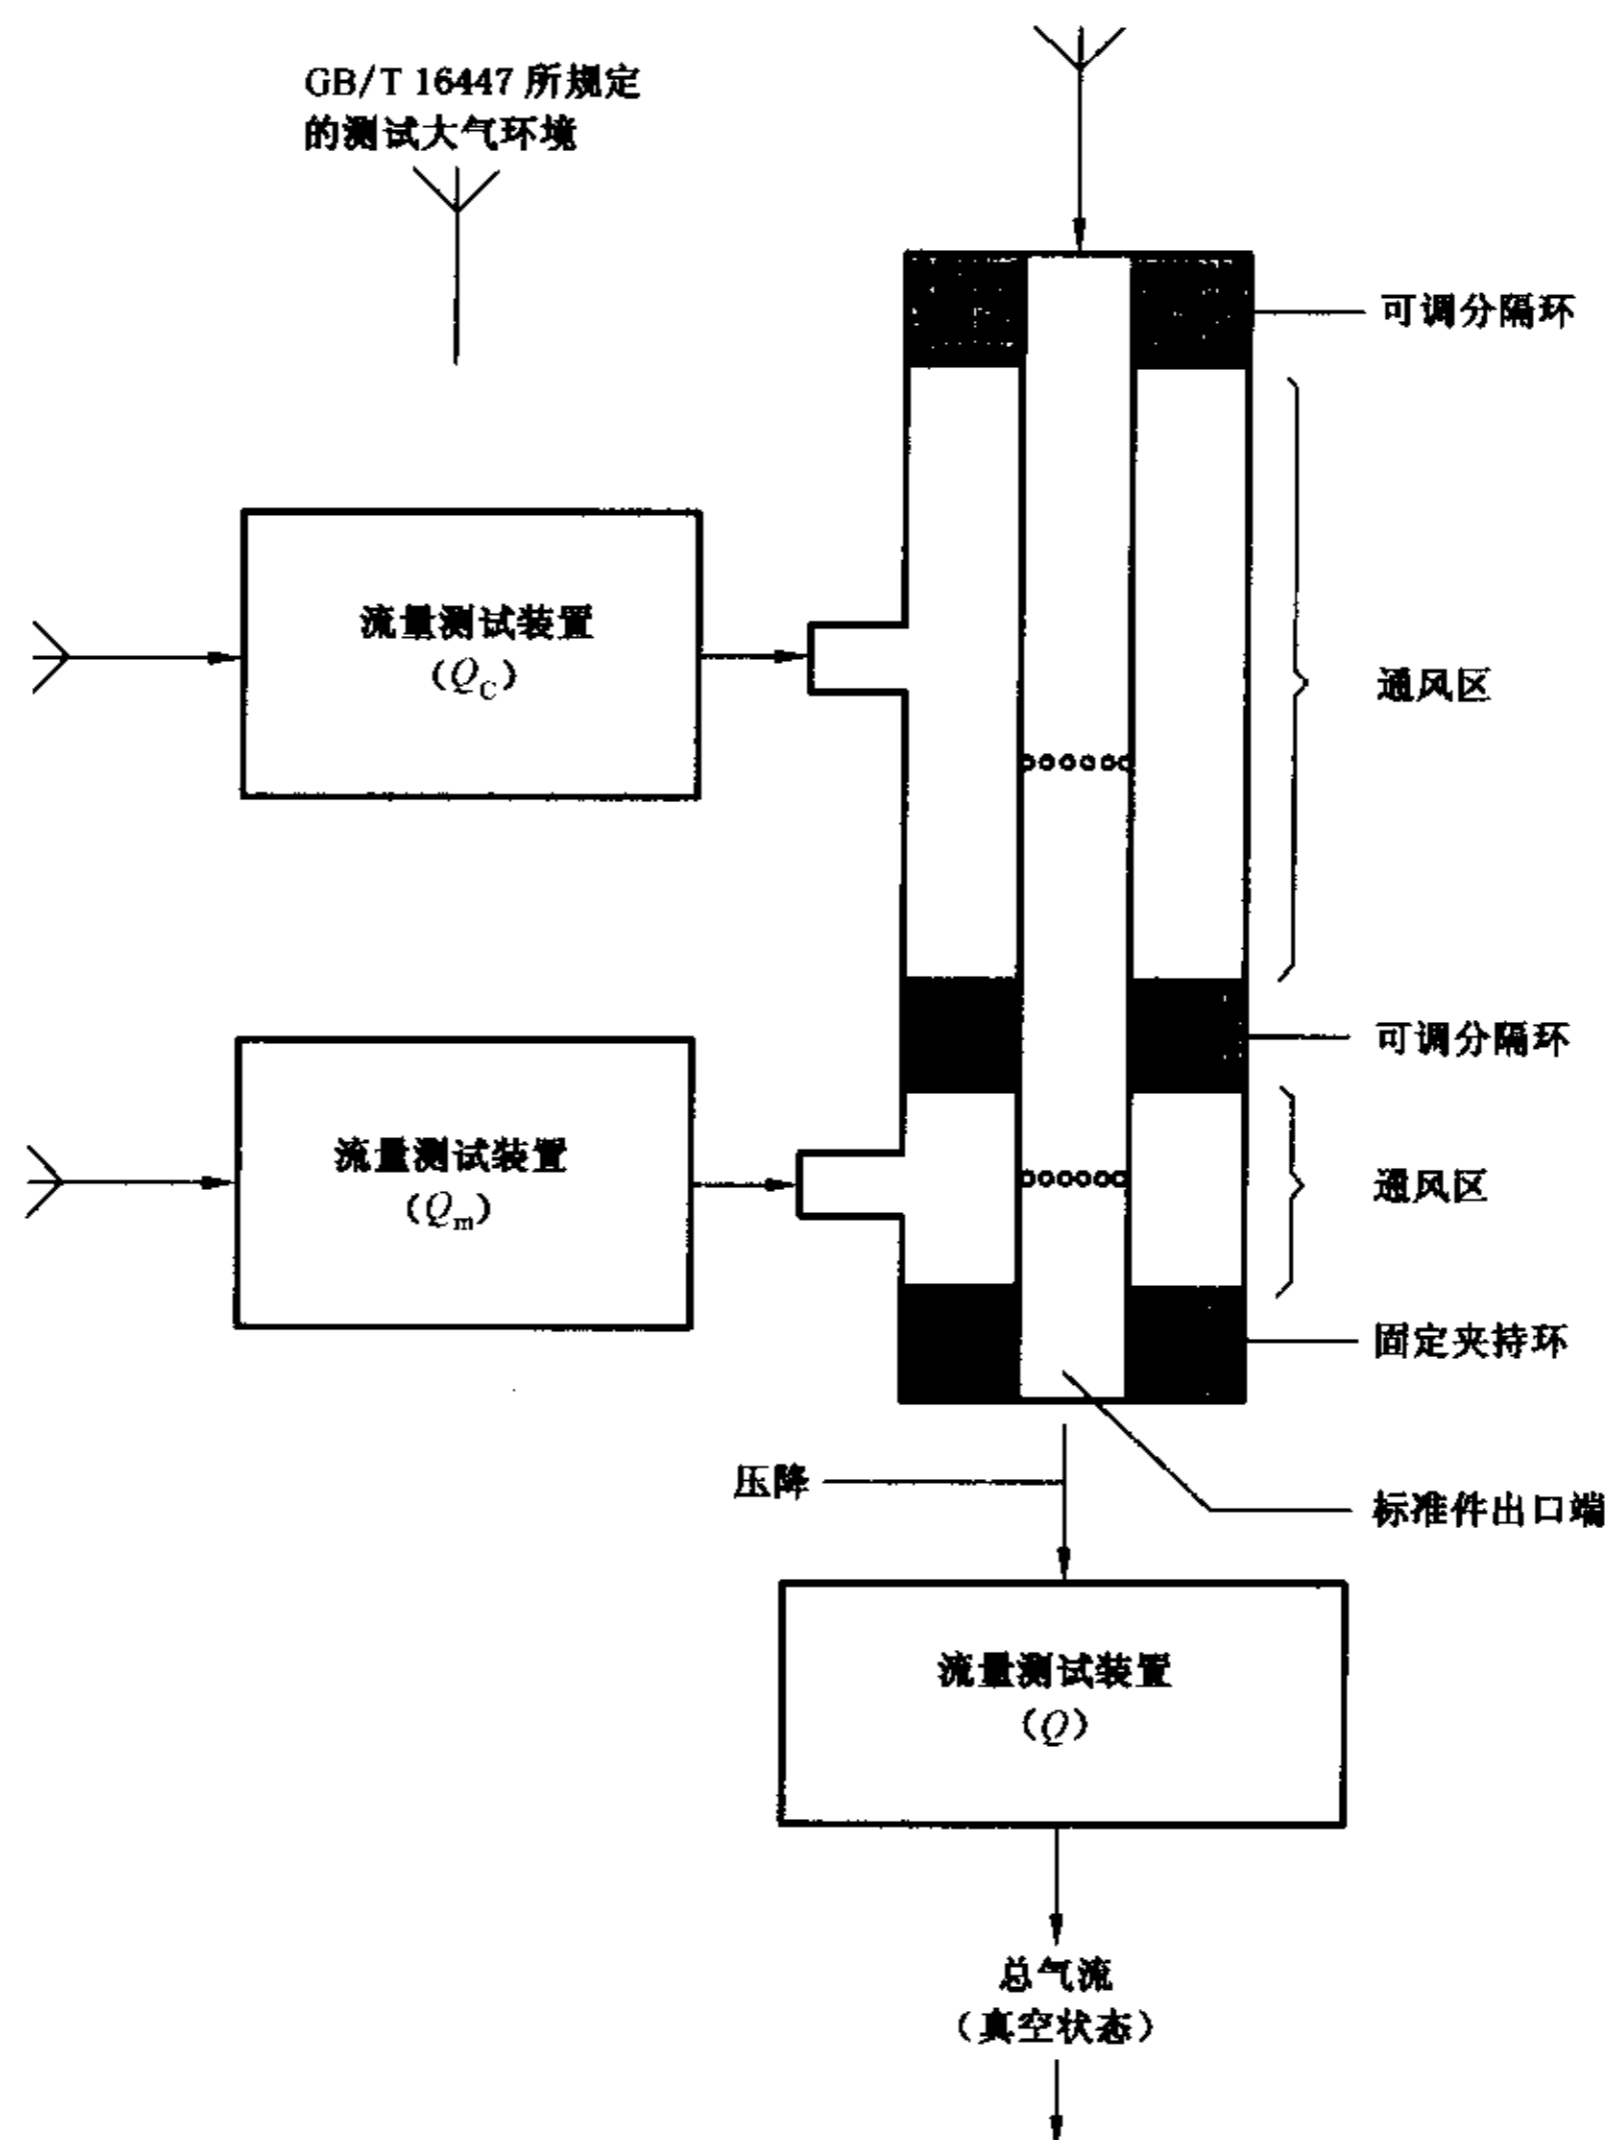 GB/T 16447 所规定
的测试大气环境
可调分隔环
流量测试装置
(Q_C)
通风区
可调分隔环
流量测试装置
(Q_m)
通风区
固定夹持环
压降
标准件出口端
流量测试装置
(Q)
总气流
(真空状态)